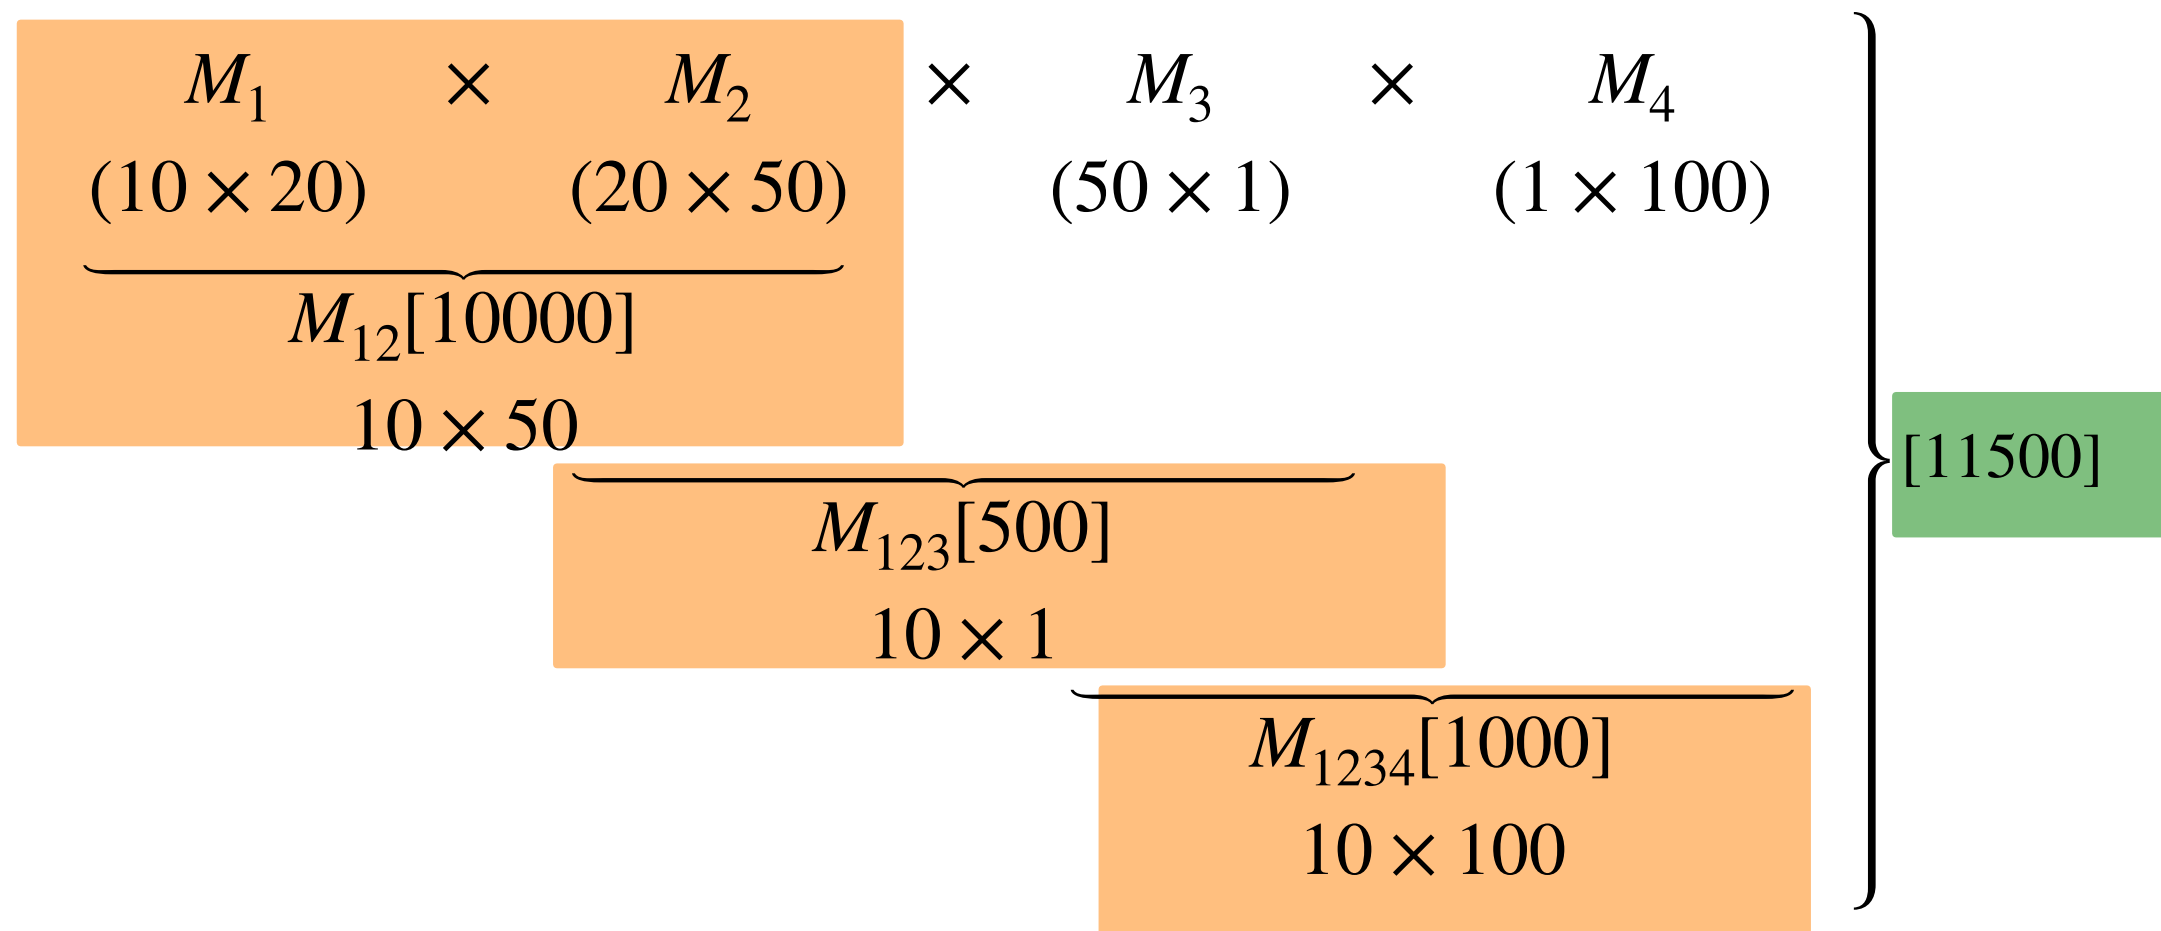 M₁ × M₂ × M₃ × M₄
(10 × 20) (20 × 50) (50 × 1) (1 × 100)
M₁₂[10000]
10 × 50
[11500]
M₁₂₃[500]
10 × 1
M₁₂₃₄[1000]
10 × 100